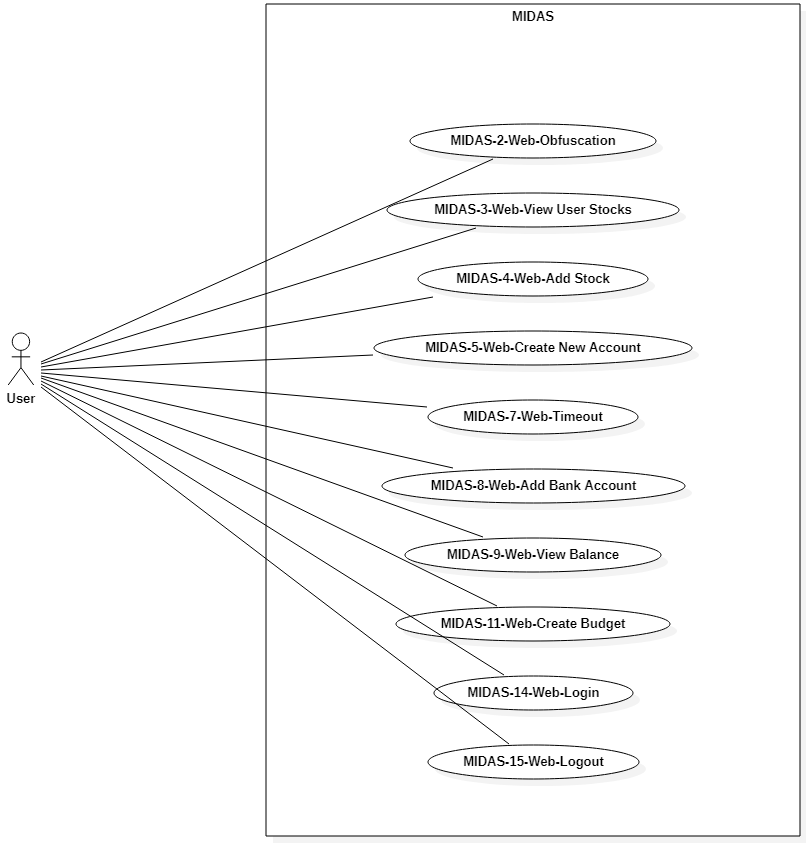 MIDAS
MIDAS-2-Web-Obfuscation
MIDAS-3-Web-View User Stocks
MIDAS-4-Web-Add Stock
MIDAS-5-Web-Create New Account
User
MIDAS-7-Web-Timeout
MIDAS-8-Web-Add Bank Account
MIDAS-9-Web-View Balance
MIDAS-11-Web-Create Budget
MIDAS-14-Web-Login
MIDAS-15-Web-Logout